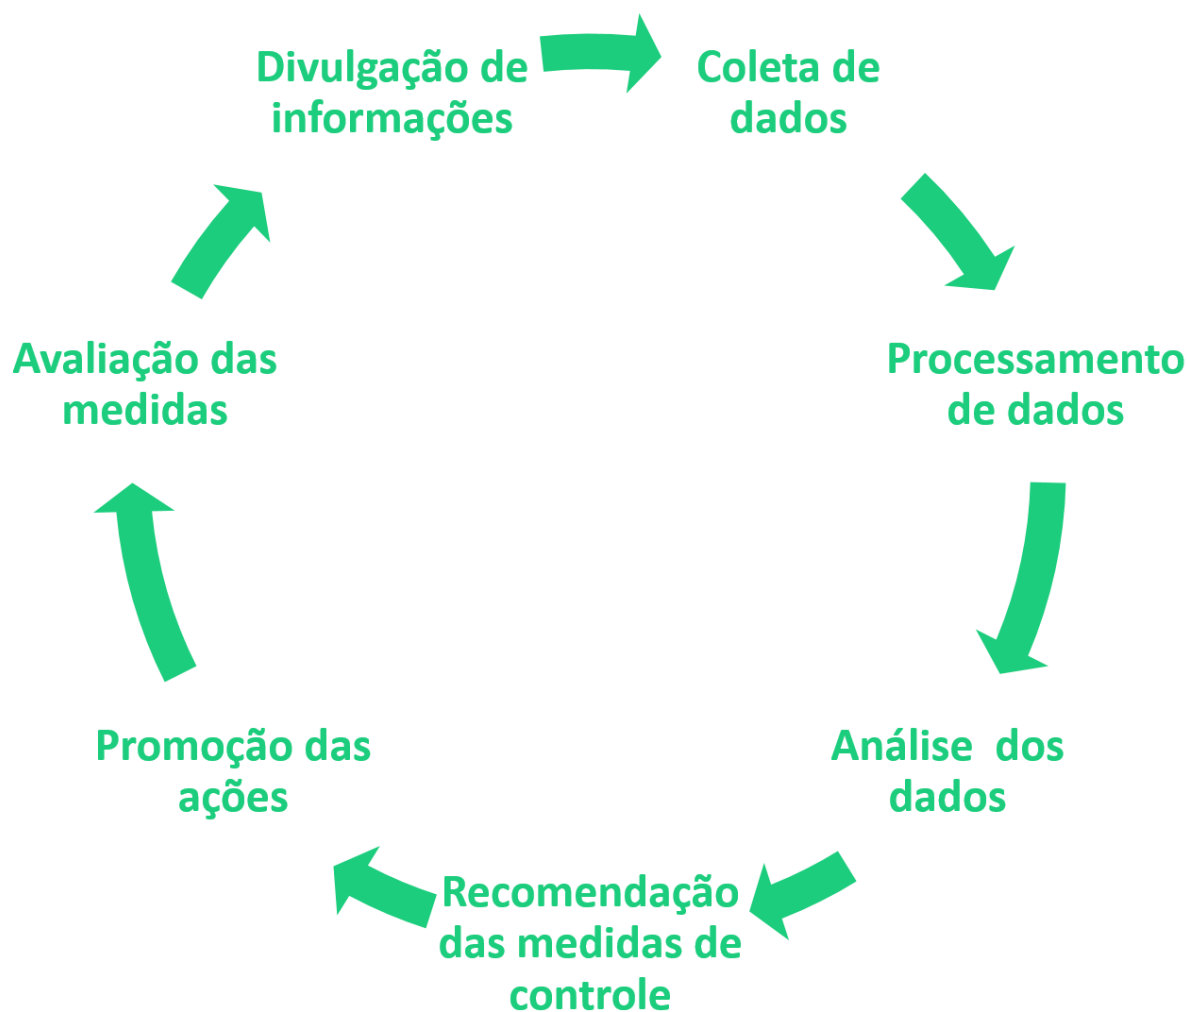 Divulgação de
informações
Coleta de
dados
Processamento
de dados
Análise  dos
dados
Recomendação
das medidas de
controle
Promoção das
ações
Avaliação das
medidas